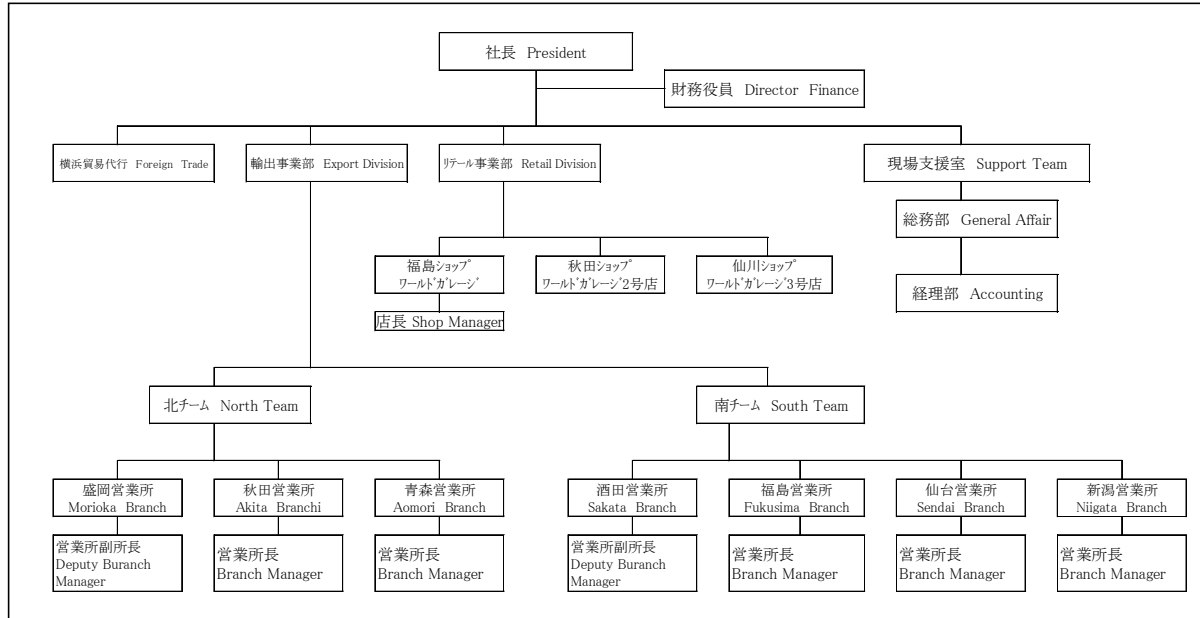 社長 President
財務役員 Director Finance
横浜貿易代行 Foreign Trade
輸出事業部 Export Division
ﾘﾃｰﾙ事業部 Retail Division
現場支援室 Support Team
総務部 General Affair
福島ｼｮｯﾌﾟ
ﾜｰﾙﾄﾞｶﾞﾚｰｼﾞ
秋田ｼｮｯﾌﾟ
ﾜｰﾙﾄﾞｶﾞﾚｰｼﾞ2号店
仙川ｼｮｯﾌﾟ
ﾜｰﾙﾄﾞｶﾞﾚｰｼﾞ3号店
経理部 Accounting
店長 Shop Manager
北ﾁｰﾑ North Team
南ﾁｰﾑ South Team
盛岡営業所
Morioka Branch
秋田営業所
Akita Branchi
青森営業所
Aomori Branch
酒田営業所
Sakata Branch
福島営業所
Fukusima Branch
仙台営業所
Sendai Branch
新潟営業所
Niigata Branch
営業所副所長
Deputy Buranch
Manager
営業所長
Branch Manager
営業所長
Branch Manager
営業所副所長
Deputy Buranch
Manager
営業所長
Branch Manager
営業所長
Branch Manager
営業所長
Branch Manager